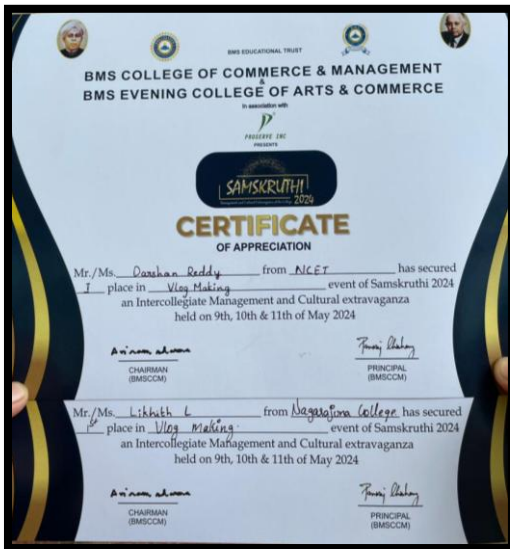 BMS EDUCATIONAL TRUST
BMS COLLEGE OF COMMERCE & MANAGEMENT
&
BMS EVENING COLLEGE OF ARTS & COMMERCE
In association with
PROSERVE INC
PRESENTS
SAMSKRUTHI
2024
CERTIFICATE
OF APPRECIATION
Mr./Ms. Darshan Reddy from NCET has secured
I place in Vlog Making event of Samskruthi 2024
an Intercollegiate Management and Cultural extravaganza
held on 9th, 10th & 11th of May 2024
CHAIRMAN
(BMSCCM)
PRINCIPAL
(BMSCCM)
Mr./Ms. Likhith L from Nagarajuna College has secured
1st place in Vlog Making event of Samskruthi 2024
an Intercollegiate Management and Cultural extravaganza
held on 9th, 10th & 11th of May 2024
CHAIRMAN
(BMSCCM)
PRINCIPAL
(BMSCCM)